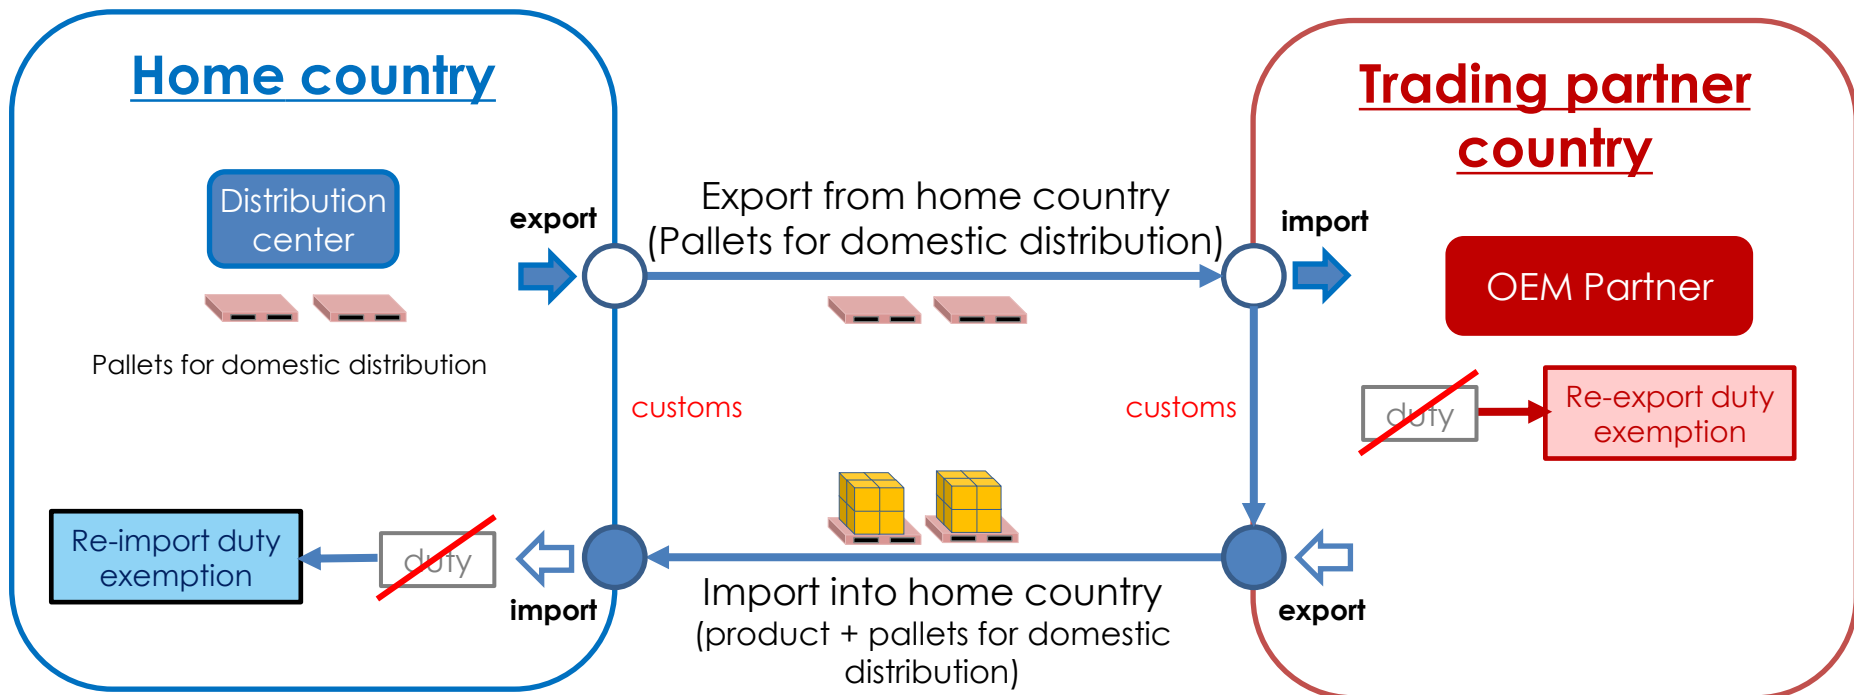 Home country
Trading partner
country
Distribution
center
export
Export from home country
(Pallets for domestic distribution)
import
OEM Partner
Pallets for domestic distribution
customs
customs
duty
Re-export duty
exemption
Re-import duty
exemption
duty
import
Import into home country
(product + pallets for domestic
distribution)
export